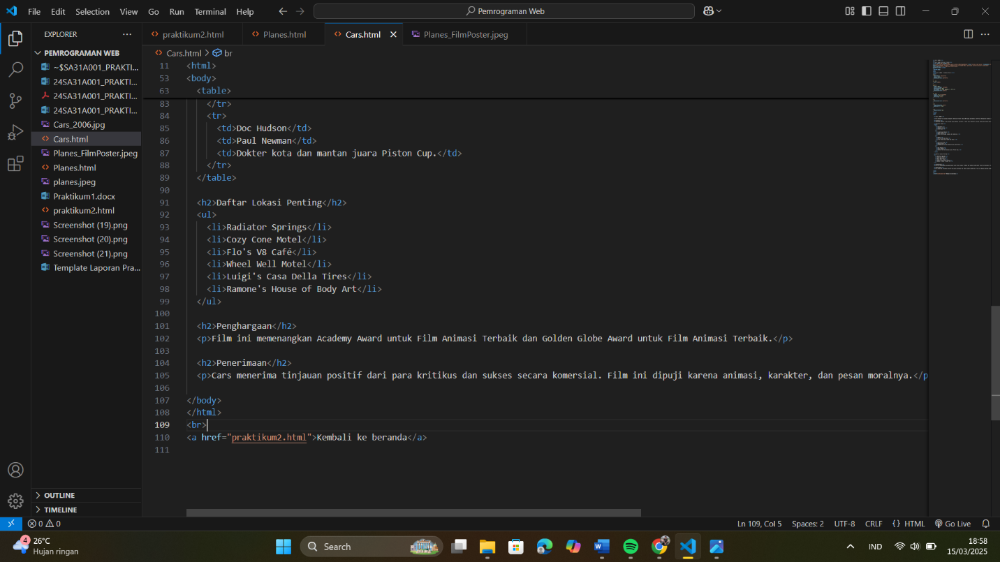 File Edit Selection View Go Run Terminal Help
Pemrograman Web
EXPLORER
praktikum2.html
Planes.html
Cars.html
Planes_FilmPoster.jpeg
PEMROGRAMAN WEB
~$SA31A001_PRAKTI...
24SA31A001_PRAKTI...
24SA31A001_PRAKTI...
24SA31A001_PRAKTI...
Cars_2006.jpg
Cars.html
Planes_FilmPoster.jpeg
Planes.html
planes.jpeg
Praktikum1.docx
praktikum2.html
Screenshot (19).png
Screenshot (20).png
Screenshot (21).png
Template Laporan Pra...
OUTLINE
TIMELINE
Cars.html > br
11 <html>
53 <body>
63 <table>
83 </tr>
84 <tr>
85 <td>Doc Hudson</td>
86 <td>Paul Newman</td>
87 <td>Dokter kota dan mantan juara Piston Cup.</td>
88 </tr>
89 </table>
90
91 <h2>Daftar Lokasi Penting</h2>
92 <ul>
93 <li>Radiator Springs</li>
94 <li>Cozy Cone Motel</li>
95 <li>Flo's V8 Café</li>
96 <li>Wheel Well Motel</li>
97 <li>Luigi's Casa Della Tires</li>
98 <li>Ramone's House of Body Art</li>
99 </ul>
100
101 <h2>Penghargaan</h2>
102 <p>Film ini memenangkan Academy Award untuk Film Animasi Terbaik dan Golden Globe Award untuk Film Animasi Terbaik.</p>
103
104 <h2>Penerimaan</h2>
105 <p>Cars menerima tinjauan positif dari para kritikus dan sukses secara komersial. Film ini dipuji karena animasi, karakter, dan pesan moralnya.</p
106
107 </body>
108 </html>
109 <br>
110 <a href="praktikum2.html">Kembali ke beranda</a>
111
0 0
Ln 109, Col 5 Spaces: 2 UTF-8 CRLF {} HTML Go Live
4
26°C
Hujan ringan
Search
IND
18:58
15/03/2025